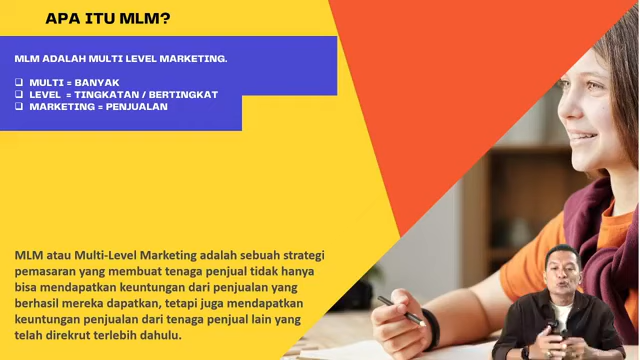 APA ITU MLM?
MLM ADALAH MULTI LEVEL MARKETING.
❑ MULTI = BANYAK
❑ LEVEL = TINGKATAN / BERTINGKAT
❑ MARKETING = PENJUALAN
MLM atau Multi-Level Marketing adalah sebuah strategi
pemasaran yang membuat tenaga penjual tidak hanya
bisa mendapatkan keuntungan dari penjualan yang
berhasil mereka dapatkan, tetapi juga mendapatkan
keuntungan penjualan dari tenaga penjual lain yang
telah direkrut terlebih dahulu.